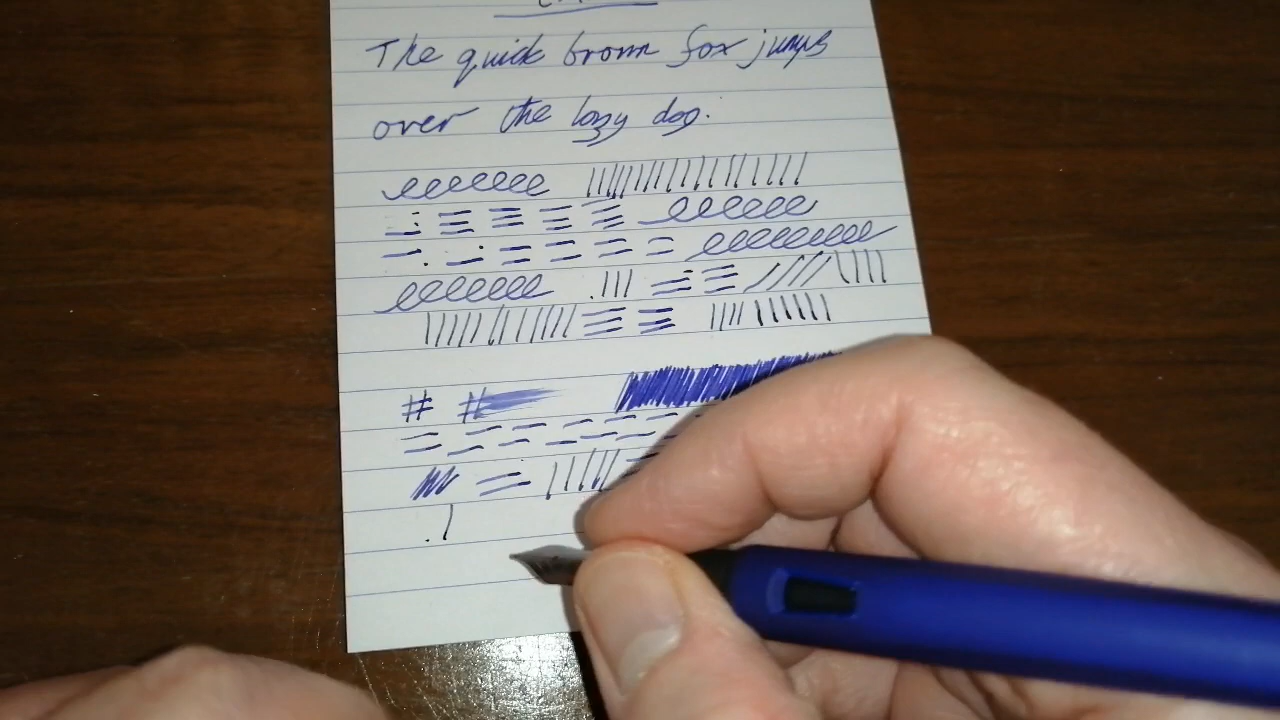 The quick brown fox jumps
over the lazy dog.
# #